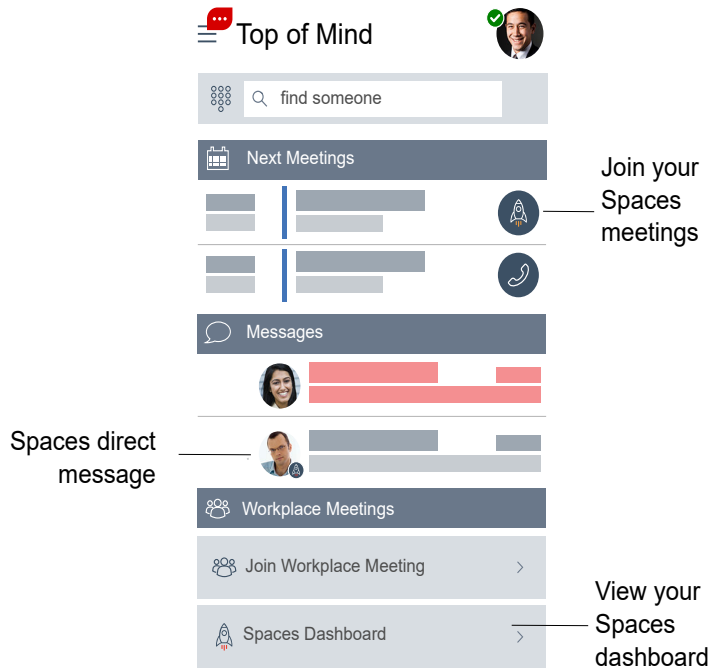 Top of Mind
find someone
Next Meetings
Join your
Spaces
meetings
Messages
Spaces direct
message
Workplace Meetings
Join Workplace Meeting
Spaces Dashboard
View your
Spaces
dashboard